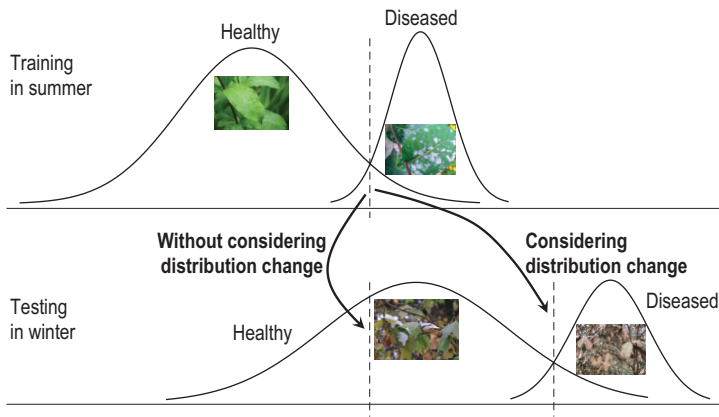 Healthy
Diseased
Training
in summer
Without considering
distribution change
Considering
distribution change
Testing
in winter
Healthy
Diseased